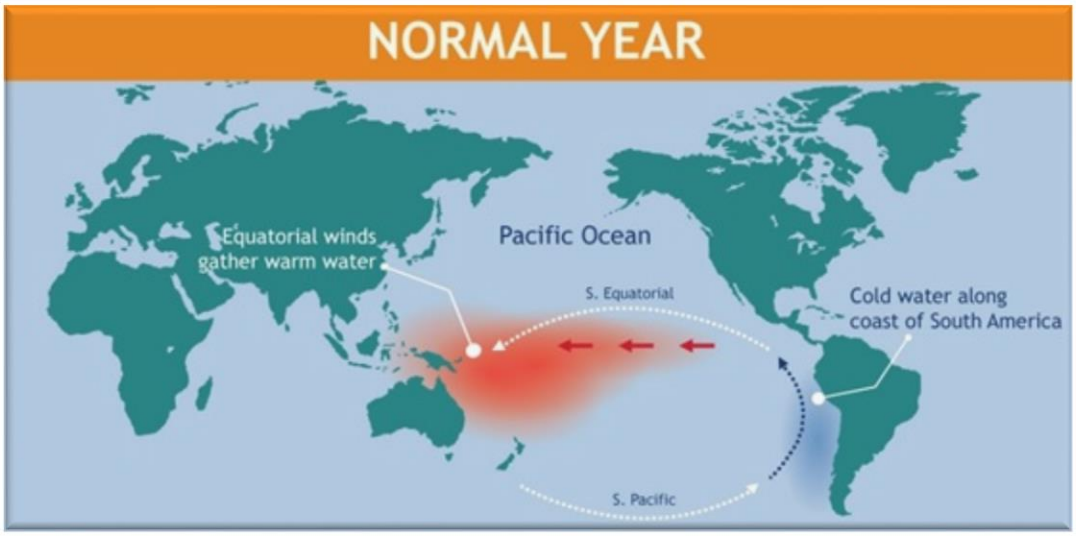 NORMAL YEAR
Equatorial winds
gather warm water
Pacific Ocean
S. Equatorial
Cold water along
coast of South America
S. Pacific